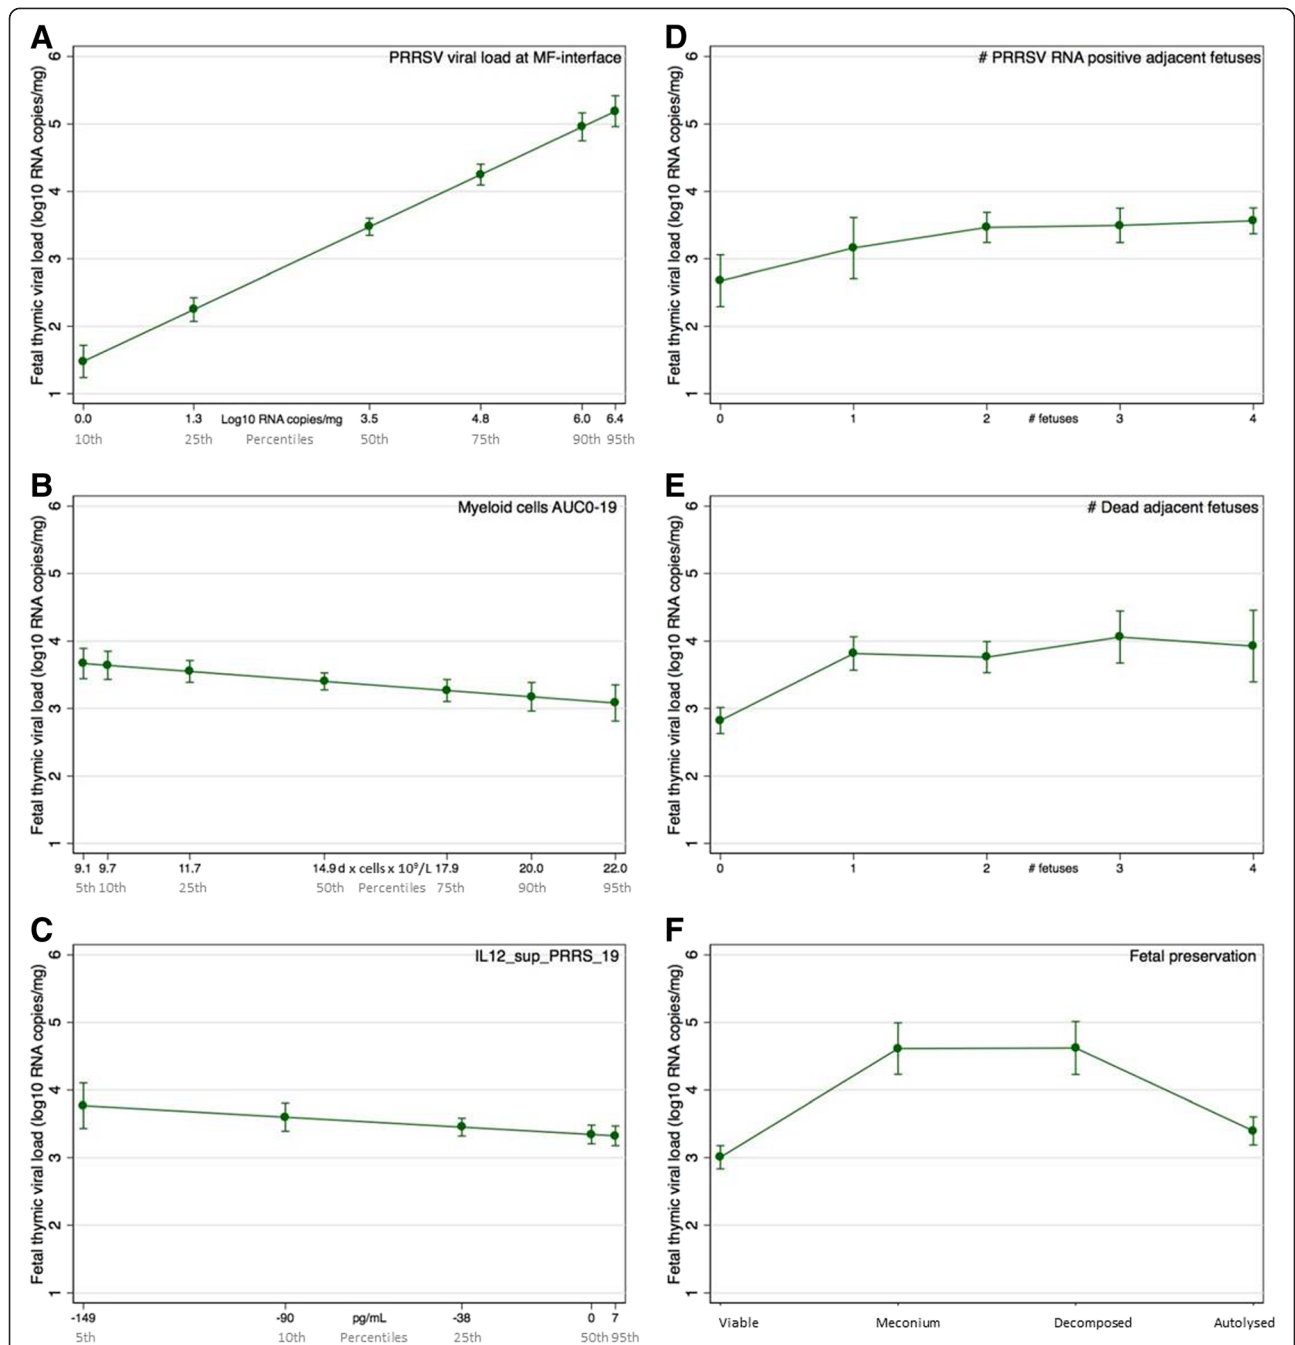 A
PRRSV viral load at MF-interface
Fetal thymic viral load (log10 RNA copies/mg)
6
5
4
3
2
1
0.0 1.3 Log10 RNA copies/mg 3.5 4.8 6.0 6.4
10th 25th Percentiles 50th 75th 90th 95th
D
# PRRSV RNA positive adjacent fetuses
Fetal thymic viral load (log10 RNA copies/mg)
6
5
4
3
2
1
0 1 2 # fetuses 3 4
B
Myeloid cells AUC0-19
Fetal thymic viral load (log10 RNA copies/mg)
6
5
4
3
2
1
9.1 9.7 11.7 14.9 d x cells x 10⁹/L 17.9 20.0 22.0
5th 10th 25th 50th Percentiles 75th 90th 95th
E
# Dead adjacent fetuses
Fetal thymic viral load (log10 RNA copies/mg)
6
5
4
3
2
1
0 1 2 # fetuses 3 4
C
IL12_sup_PRRS_19
Fetal thymic viral load (log10 RNA copies/mg)
6
5
4
3
2
1
-149 -90 pg/mL -38 0 7
5th 10th Percentiles 25th 50th 95th
F
Fetal preservation
Fetal thymic viral load (log10 RNA copies/mg)
6
5
4
3
2
1
Viable Meconium Decomposed Autolysed